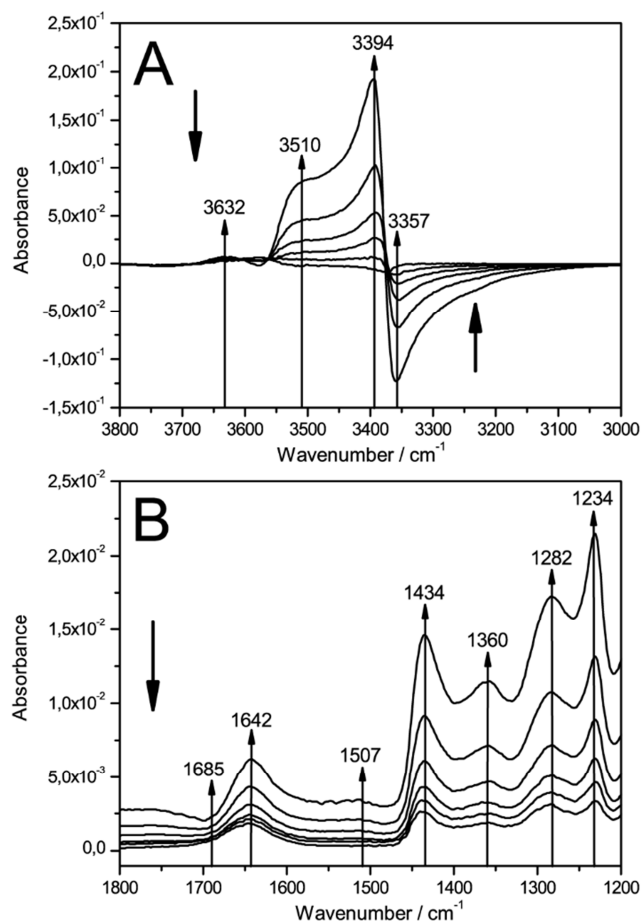 A
Absorbance
2,5x10⁻¹
2,0x10⁻¹
1,5x10⁻¹
1,0x10⁻¹
5,0x10⁻²
0,0
-5,0x10⁻²
-1,0x10⁻¹
-1,5x10⁻¹
3632
3510
3394
3357
3800 3700 3600 3500 3400 3300 3200 3100 3000
Wavenumber / cm⁻¹
B
Absorbance
2,5x10⁻²
2,0x10⁻²
1,5x10⁻²
1,0x10⁻²
5,0x10⁻³
0,0
1685
1642
1507
1434
1360
1282
1234
1800 1700 1600 1500 1400 1300 1200
Wavenumber / cm⁻¹